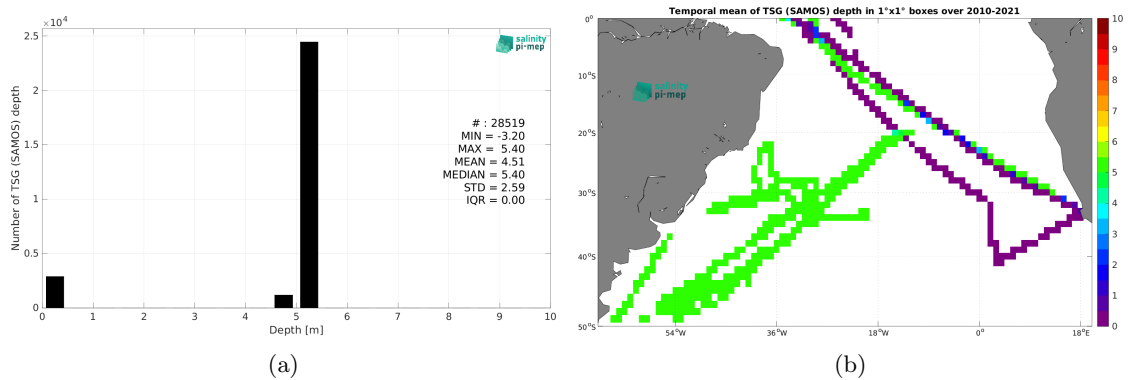 ×10⁴
2.5
2
1.5
1
0.5
0
0 1 2 3 4 5 6 7 8 9 10
Number of TSG (SAMOS) depth
Depth [m]
salinity
pi-mep
# : 28519
MIN = -3.20
MAX = 5.40
MEAN = 4.51
MEDIAN = 5.40
STD = 2.59
IQR = 0.00
(a)
Temporal mean of TSG (SAMOS) depth in 1°x1° boxes over 2010-2021
0°
10°S
20°S
30°S
40°S
50°S
54°W 36°W 18°W 0° 18°E
salinity
pi-mep
10
9
8
7
6
5
4
3
2
1
0
(b)